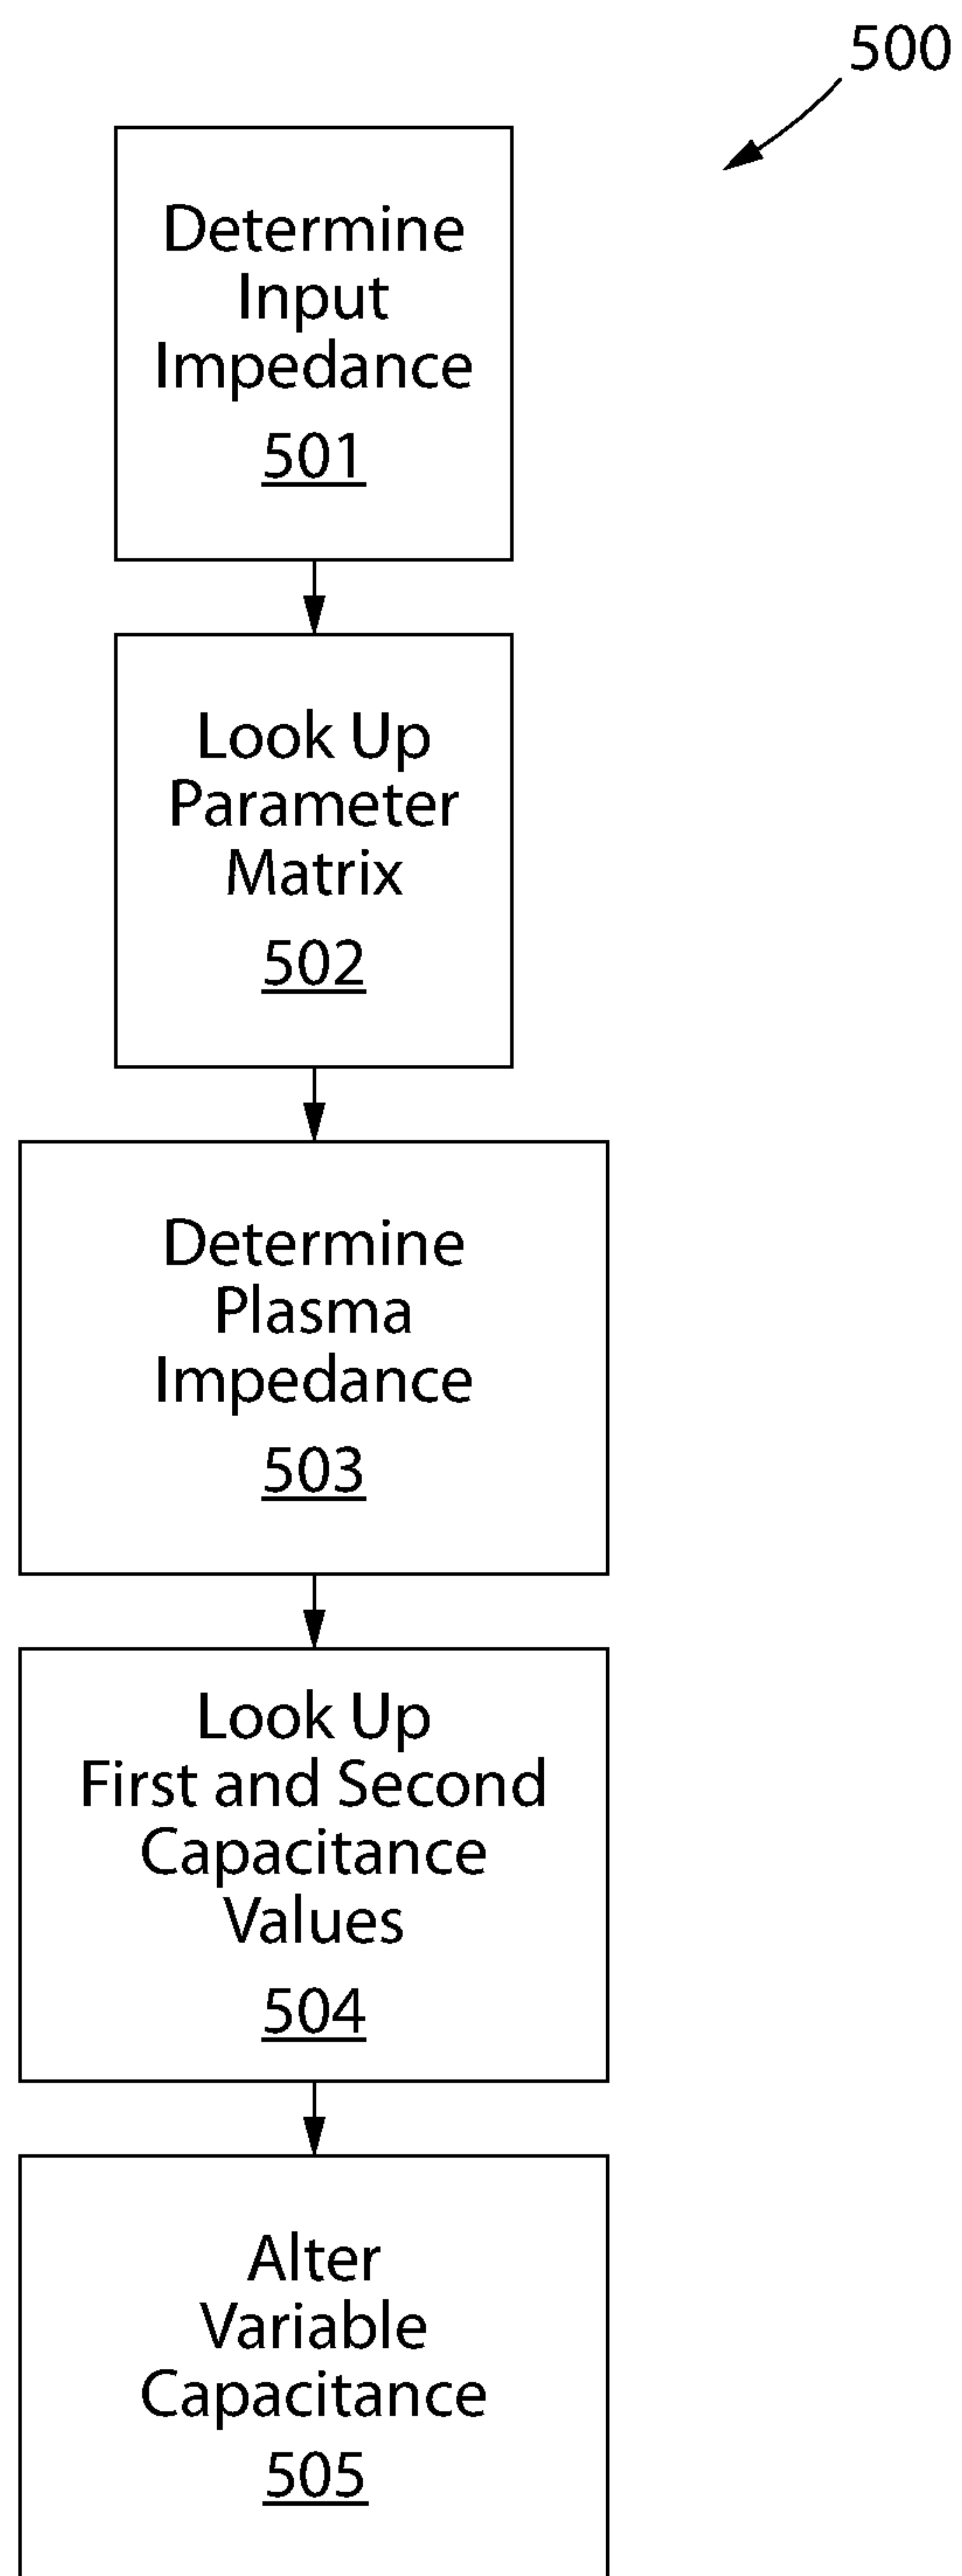 500
Determine
Input
Impedance
501
Look Up
Parameter
Matrix
502
Determine
Plasma
Impedance
503
Look Up
First and Second
Capacitance
Values
504
Alter
Variable
Capacitance
505